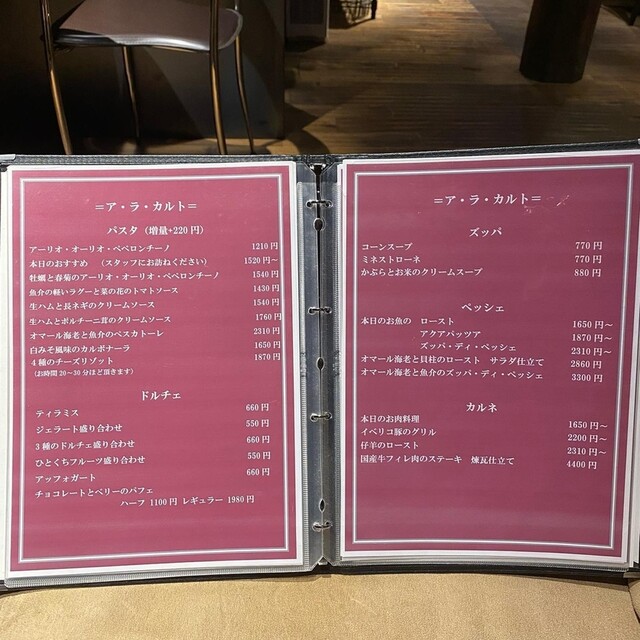 =ア・ラ・カルト=
パスタ（増量+220円）
アーリオ・オーリオ・ペペロンチーノ 1210円
本日のおすすめ （スタッフにお訪ねください） 1520円〜
牡蠣と春菊のアーリオ・オーリオ・ペペロンチーノ 1540円
魚介の軽いラグーと菜の花のトマトソース 1430円
生ハムと長ネギのクリームソース 1540円
生ハムとポルチーニ茸のクリームソース 1760円
オマール海老と魚介のペスカトーレ 2310円
白みそ風味のカルボナーラ 1650円
4種のチーズリゾット 1870円
（お時間20～30分ほど頂きます）
ドルチェ
ティラミス 660円
ジェラート盛り合わせ 550円
3種のドルチェ盛り合わせ 660円
ひとくちフルーツ盛り合わせ 550円
アッフォガート 660円
チョコレートとベリーのパフェ
ハーフ 1100円 レギュラー 1980円
=ア・ラ・カルト=
ズッパ
コーンスープ 770円
ミネストローネ 770円
かぶらとお米のクリームスープ 880円
ペッシェ
本日のお魚の ロースト 1650円〜
アクアパッツア 1870円〜
ズッパ・ディ・ペッシェ 2310円〜
オマール海老と貝柱のロースト サラダ仕立て 2860円
オマール海老と魚介のズッパ・ディ・ペッシェ 3300円
カルネ
本日のお肉料理 1650円〜
イベリコ豚のグリル 2200円〜
仔羊のロースト 2310円〜
国産牛フィレ肉のステーキ 煉瓦仕立て 4400円